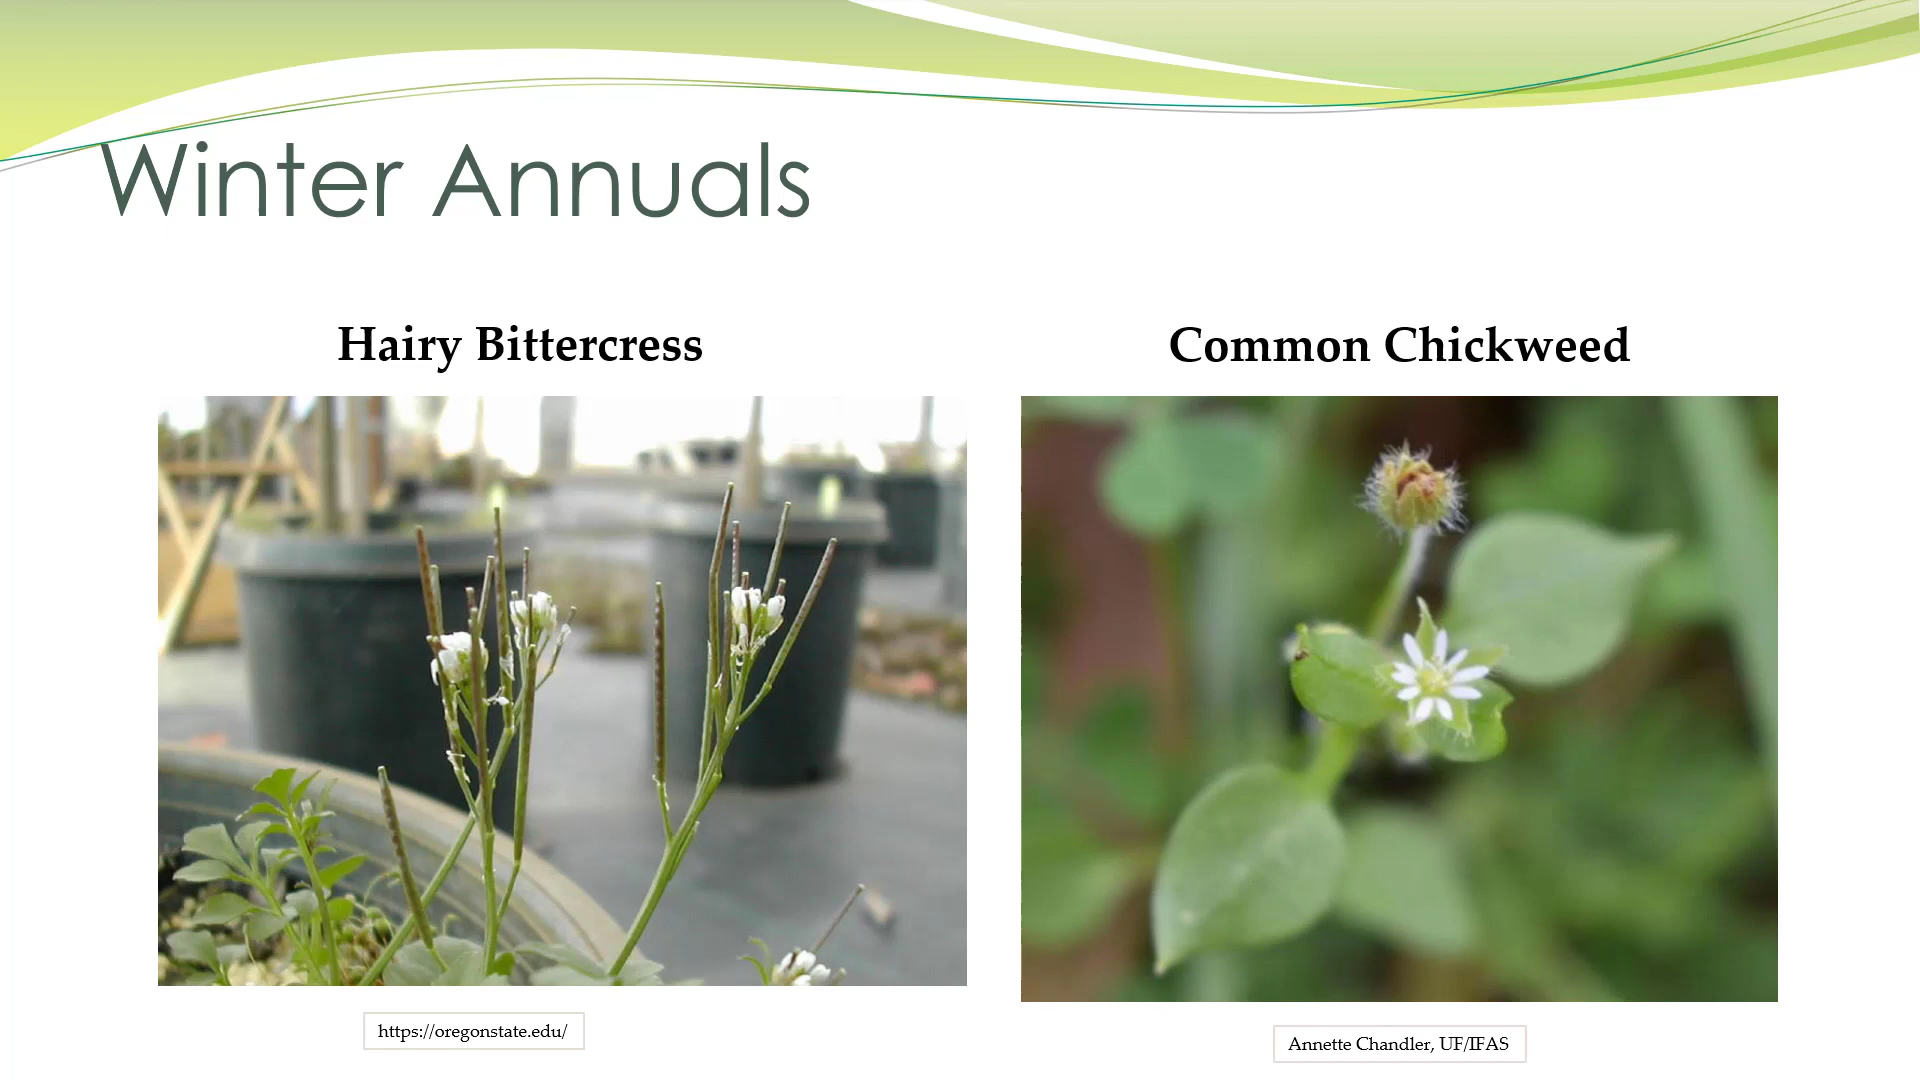 Winter Annuals
Hairy Bittercress
Common Chickweed
https://oregonstate.edu/
Annette Chandler, UF/IFAS